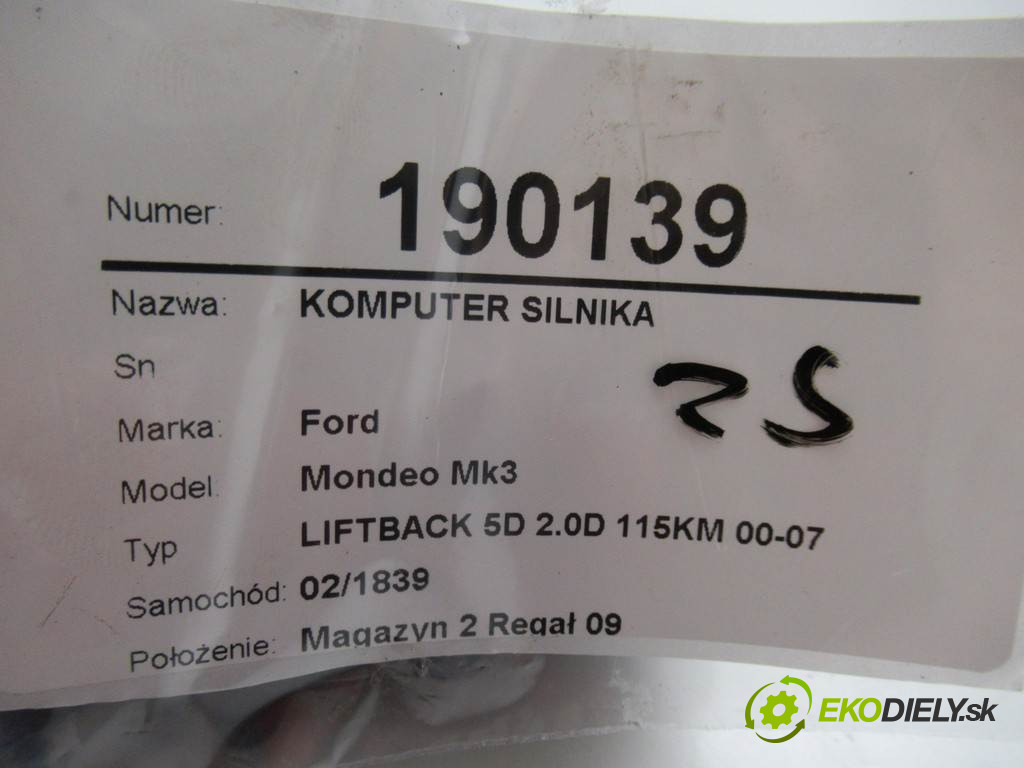 Numer: 190139
Nazwa: KOMPUTER SILNIKA
Sn
Marka: Ford
Model: Mondeo Mk3
Typ LIFTBACK 5D 2.0D 115KM 00-07
Samochód: 02/1839
Położenie: Magazyn 2 Regał 09
ZS
EKODIELY.sk